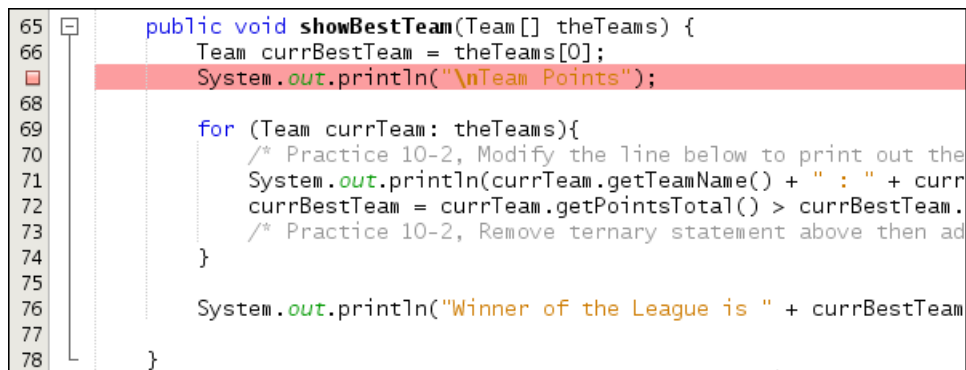 65 public void showBestTeam(Team[] theTeams) {
66 Team currBestTeam = theTeams[0];
System.out.println("\nTeam Points");
68
69 for (Team currTeam: theTeams){
70 /* Practice 10-2, Modify the line below to print out the
71 System.out.println(currTeam.getTeamName() + " : " + curr
72 currBestTeam = currTeam.getPointsTotal() > currBestTeam.
73 /* Practice 10-2, Remove ternary statement above then ad
74 }
75
76 System.out.println("Winner of the League is " + currBestTeam
77
78 }